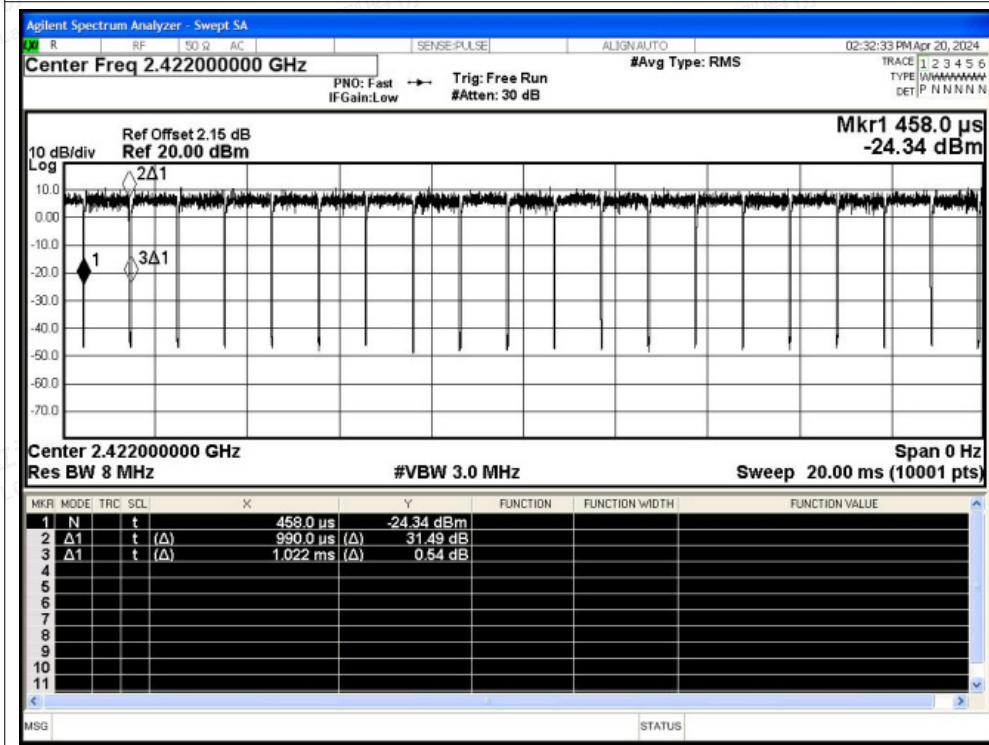 Agilent Spectrum Analyzer - Swept SA
LXI R RF 50 Ω AC SENSE:PULSE ALIGN AUTO 02:32:33 PM Apr 20, 2024
Center Freq 2.422000000 GHz #Avg Type: RMS TRACE 1 2 3 4 5 6
PNO: Fast Trig: Free Run TYPE
IFGain:Low #Atten: 30 dB DET P N N N N N
Mkr1 458.0 µs
Ref Offset 2.15 dB
10 dB/div Ref 20.00 dBm -24.34 dBm
Log
2Δ1
10.0
0.00
-10.0
1 3Δ1
-20.0
-30.0
-40.0
-50.0
-60.0
-70.0
Center 2.422000000 GHz Span 0 Hz
Res BW 8 MHz #VBW 3.0 MHz Sweep 20.00 ms (10001 pts)
MKR MODE TRC SCL X Y FUNCTION FUNCTION WIDTH FUNCTION VALUE
1 N t 458.0 µs -24.34 dBm
2 Δ1 t (Δ) 990.0 µs (Δ) 31.49 dB
3 Δ1 t (Δ) 1.022 ms (Δ) 0.54 dB
4
5
6
7
8
9
10
11
MSG STATUS